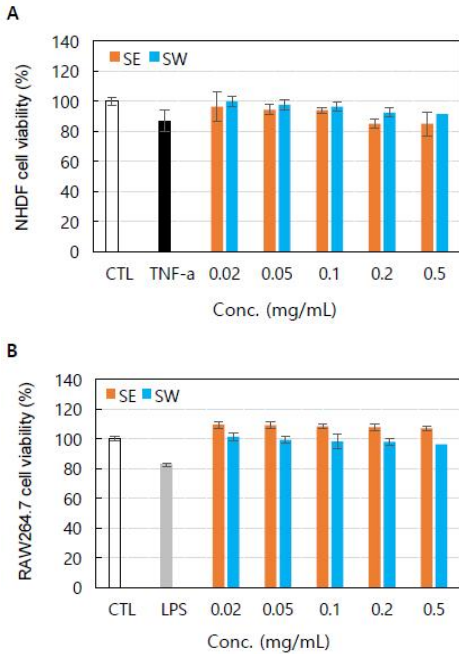 A
140
SE SW
120
100
80
60
40
20
0
NHDF cell viability (%)
CTL TNF-a 0.02 0.05 0.1 0.2 0.5
Conc. (mg/mL)
B
140
SE SW
120
100
80
60
40
20
0
RAW264.7 cell viability (%)
CTL LPS 0.02 0.05 0.1 0.2 0.5
Conc. (mg/mL)